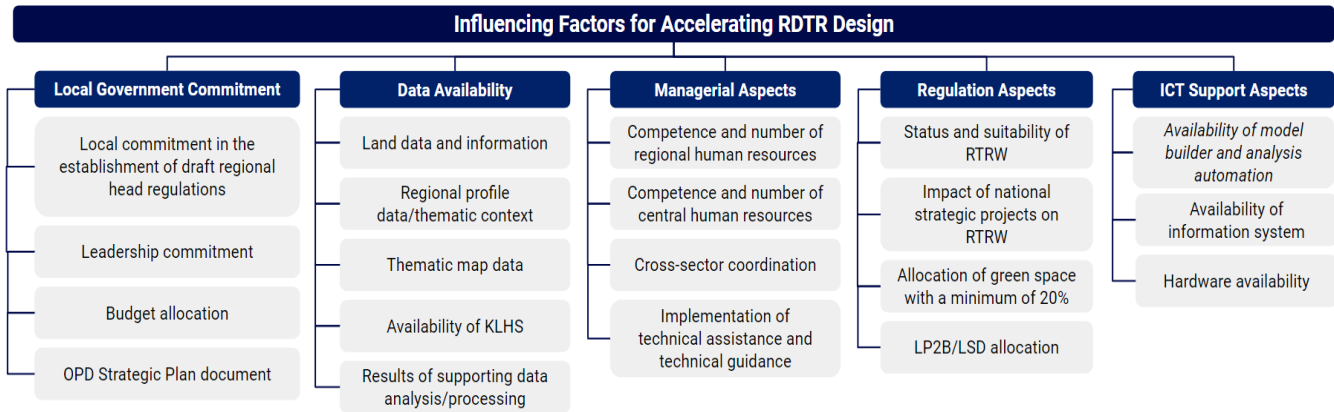 Influencing Factors for Accelerating RDTR Design
Local Government Commitment
Local commitment in the
establishment of draft regional
head regulations
Leadership commitment
Budget allocation
OPD Strategic Plan document
Data Availability
Land data and information
Regional profile
data/thematic context
Thematic map data
Availability of KLHS
Results of supporting data
analysis/processing
Managerial Aspects
Competence and number of
regional human resources
Competence and number of
central human resources
Cross-sector coordination
Implementation of
technical assistance and
technical guidance
Regulation Aspects
Status and suitability of
RTRW
Impact of national
strategic projects on
RTRW
Allocation of green space
with a minimum of 20%
LP2B/LSD allocation
ICT Support Aspects
Availability of model
builder and analysis
automation
Availability of
information system
Hardware availability